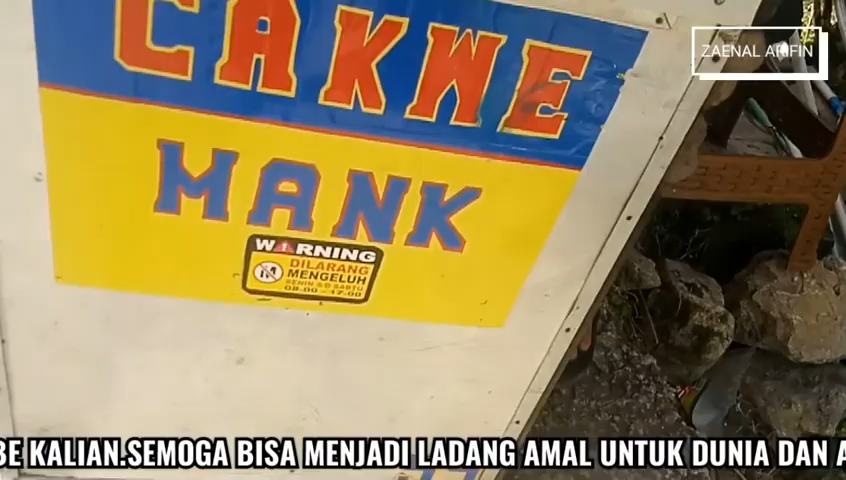 ZAENAL ARIFIN
CAKWE
MANK
WARNING
DILARANG
MENGELUH
SENIN S/D SABTU
08.00 - 17.00
BE KALIAN.SEMOGA BISA MENJADI LADANG AMAL UNTUK DUNIA DAN A